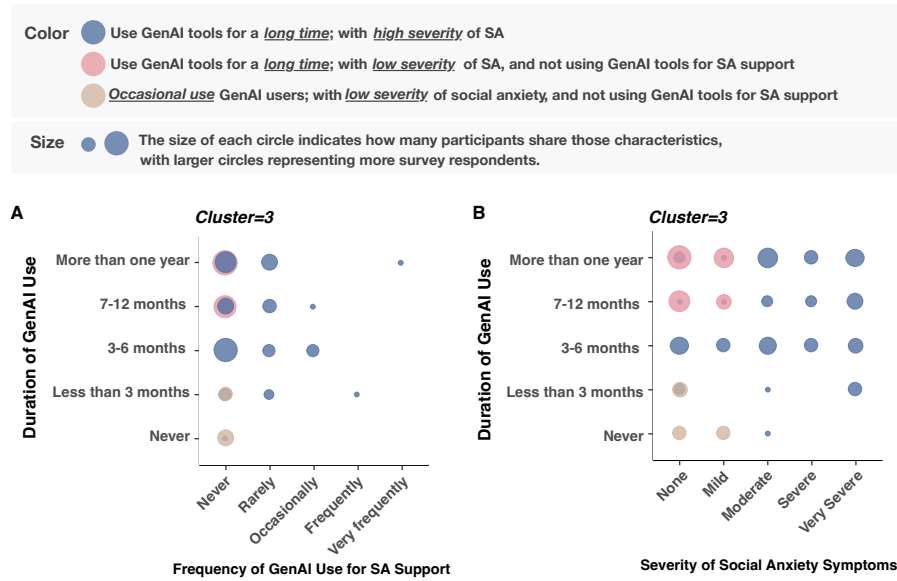 Color
Use GenAI tools for a long time; with high severity of SA
Use GenAI tools for a long time; with low severity of SA, and not using GenAI tools for SA support
Occasional use GenAI users; with low severity of social anxiety, and not using GenAI tools for SA support
Size
The size of each circle indicates how many participants share those characteristics,
with larger circles representing more survey respondents.
A
Cluster=3
Duration of GenAI Use
More than one year
7-12 months
3-6 months
Less than 3 months
Never
Never
Rarely
Occasionally
Frequently
Very frequently
Frequency of GenAI Use for SA Support
B
Cluster=3
Duration of GenAI Use
More than one year
7-12 months
3-6 months
Less than 3 months
Never
None
Mild
Moderate
Severe
Very Severe
Severity of Social Anxiety Symptoms